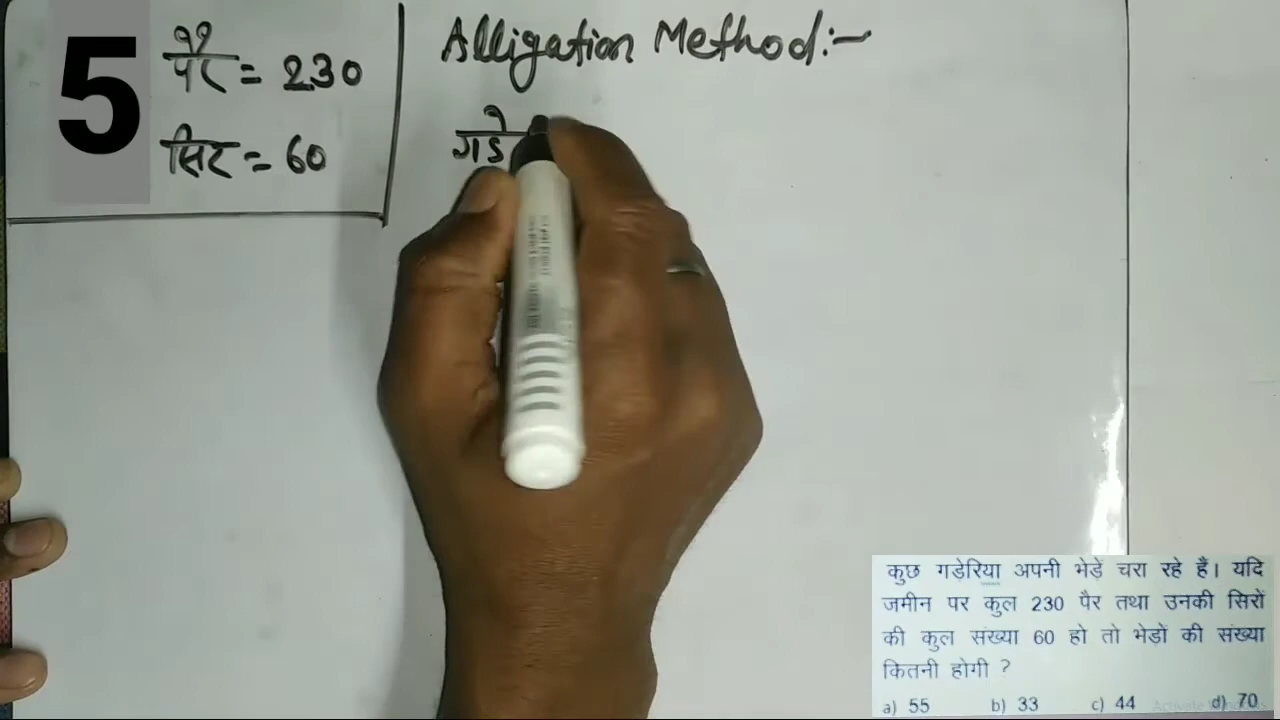 5
पैर = 230
सिर = 60
Alligation Method:-
गडे
कुछ गड़ेरिया अपनी भेड़ें चरा रहे हैं। यदि
जमीन पर कुल 230 पैर तथा उनकी सिरों
की कुल संख्या 60 हो तो भेड़ों की संख्या
कितनी होगी ?
a) 55 b) 33 c) 44 d) 70